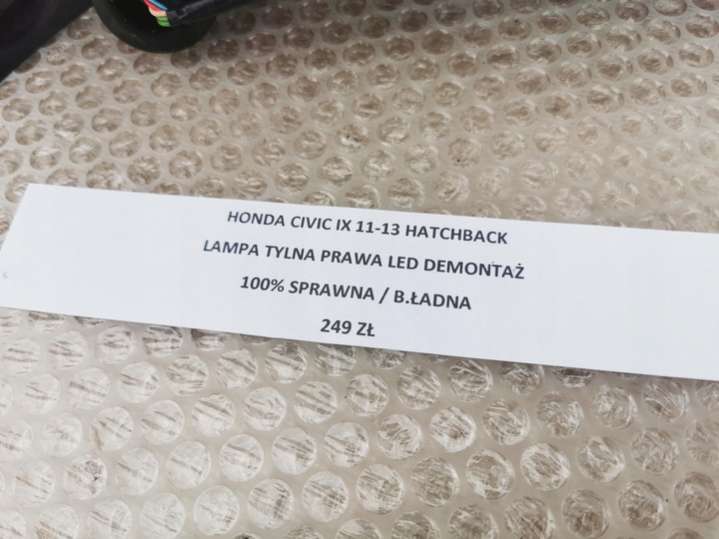 HONDA CIVIC IX 11-13 HATCHBACK
LAMPA TYLNA PRAWA LED DEMONTAŻ
100% SPRAWNA / B.ŁADNA
249 ZŁ